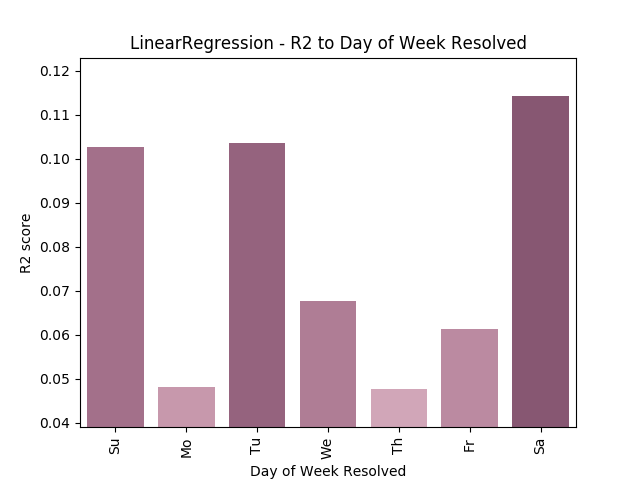 LinearRegression - R2 to Day of Week Resolved
0.12
0.11
0.10
0.09
0.08
0.07
0.06
0.05
0.04
R2 score
Su
Mo
Tu
We
Th
Fr
Sa
Day of Week Resolved